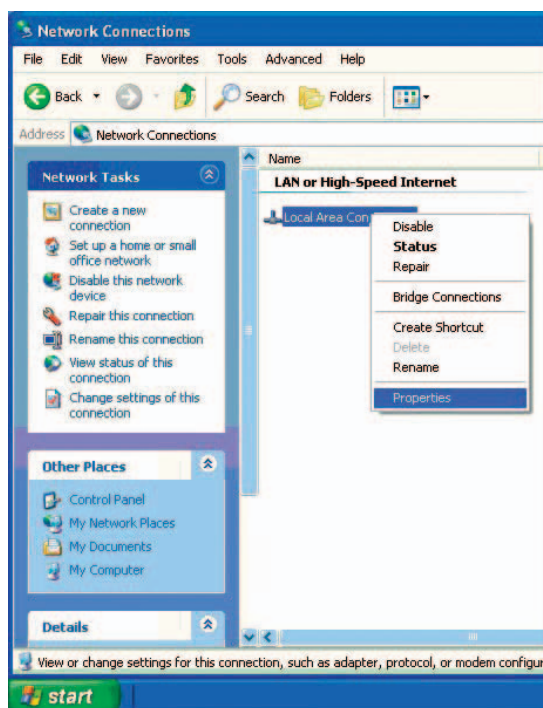 Network Connections
File Edit View Favorites Tools Advanced Help
Back Search Folders
Address Network Connections
Network Tasks
Create a new
connection
Set up a home or small
office network
Disable this network
device
Repair this connection
Rename this connection
View status of this
connection
Change settings of this
connection
Other Places
Control Panel
My Network Places
My Documents
My Computer
Details
Name
LAN or High-Speed Internet
Local Area Con
Disable
Status
Repair
Bridge Connections
Create Shortcut
Delete
Rename
Properties
View or change settings for this connection, such as adapter, protocol, or modem configur
start